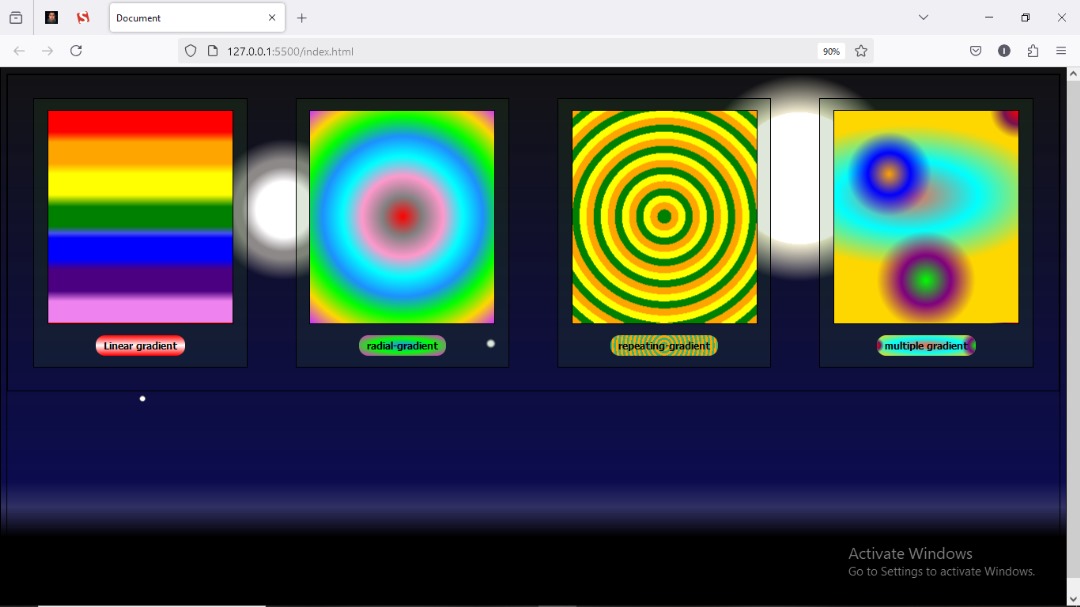 Document
127.0.0.1:5500/index.html
90%
Linear gradient
radial-gradient
repeating-gradient
multiple gradient
Activate Windows
Go to Settings to activate Windows.